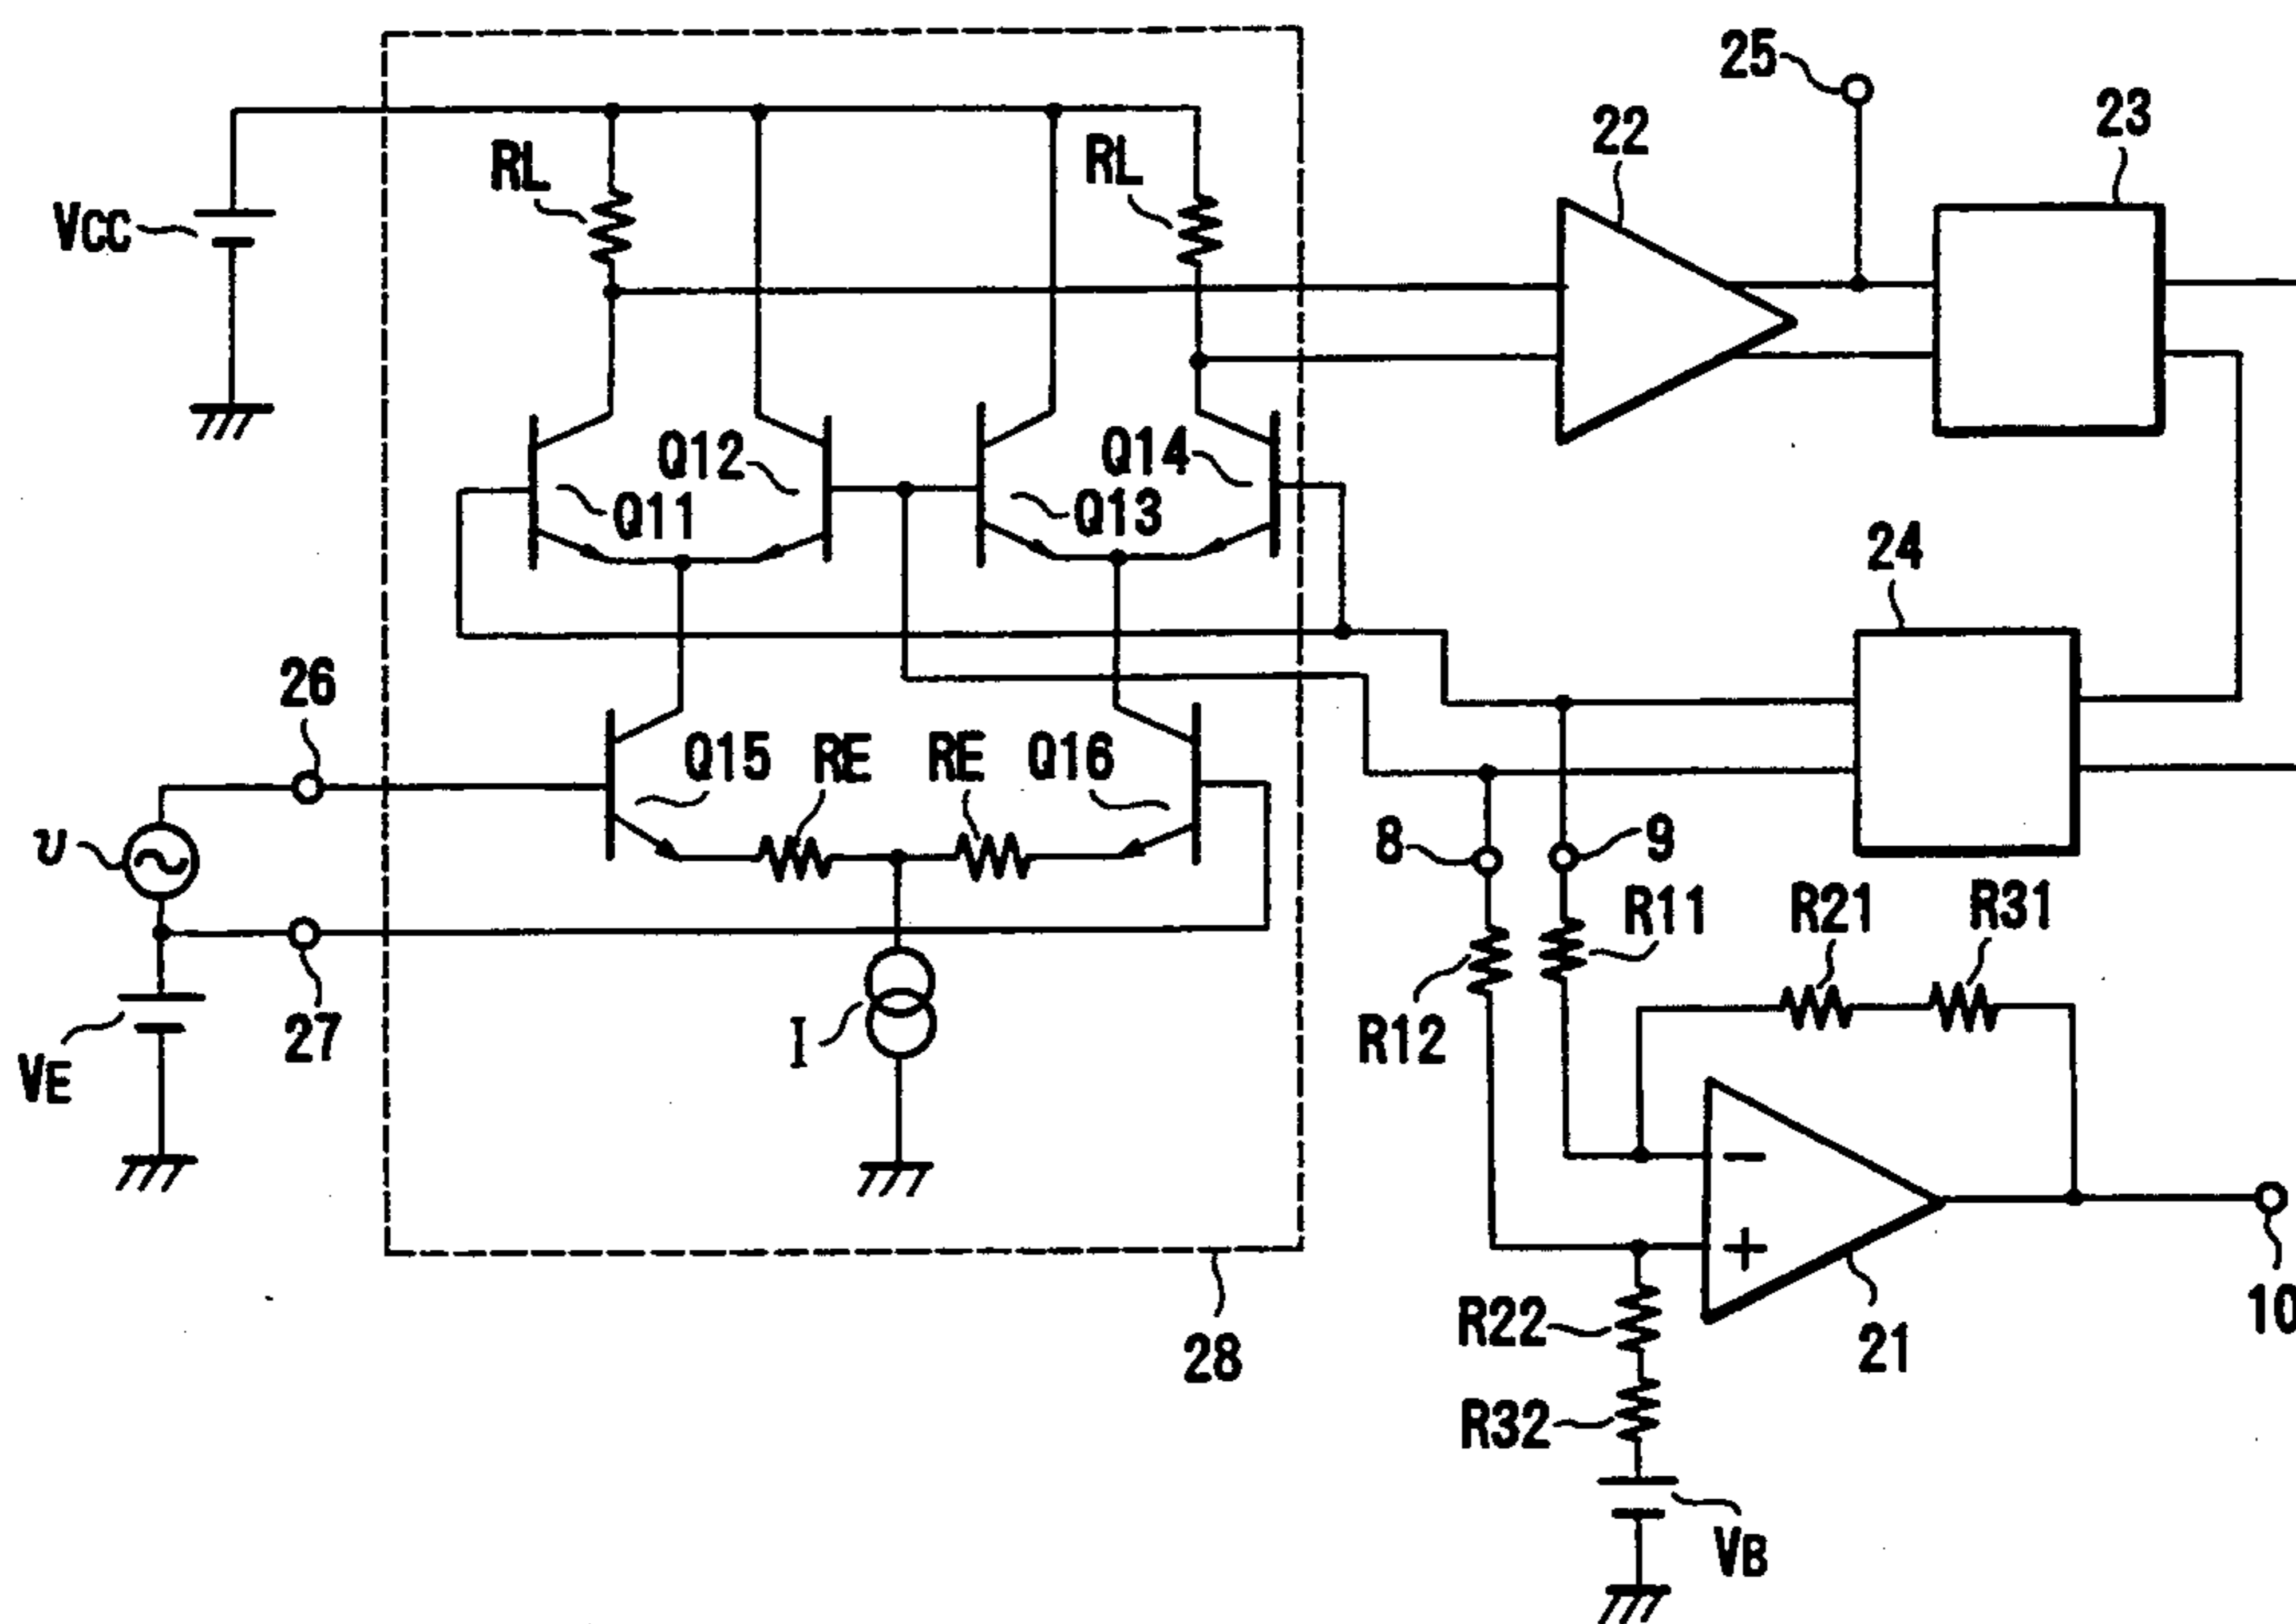 25
22
23
RL
RL
VCC
Q12
Q14
Q11
Q13
24
26
Q15
RE
RE
Q16
υ
8
9
R11
R21
R31
27
I
R12
VE
10
R22
21
28
R32
VB
−
+